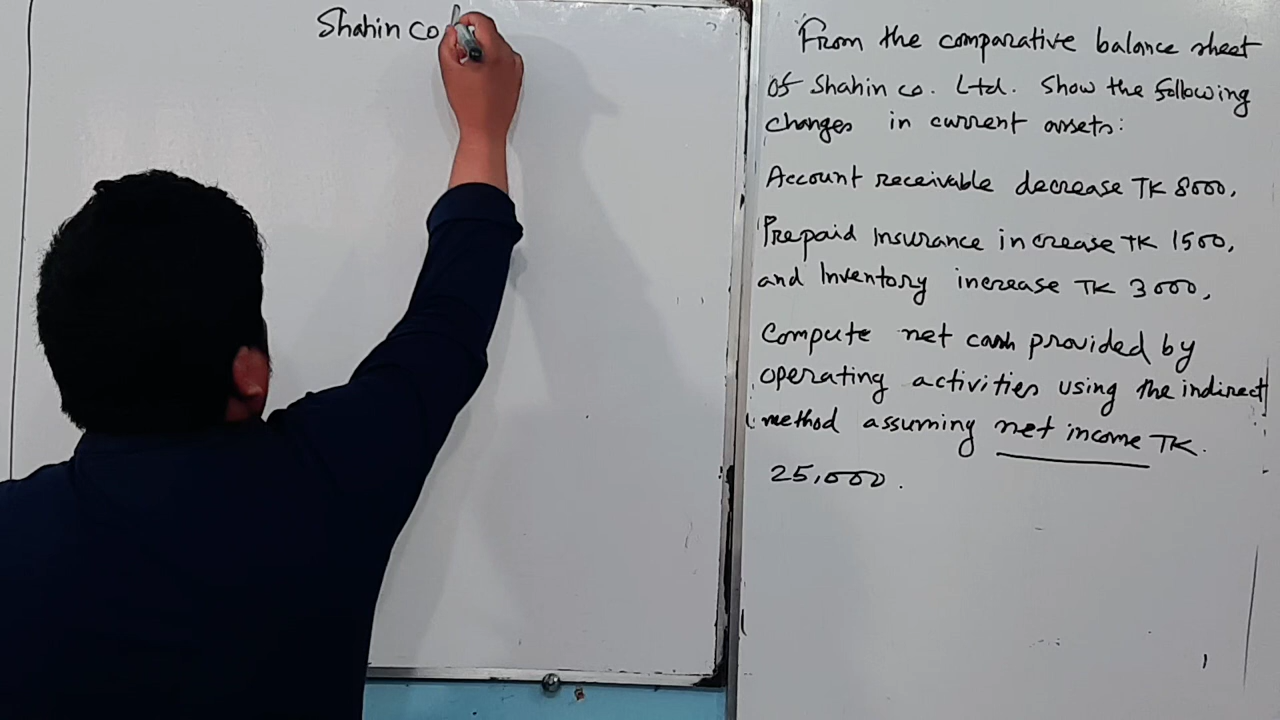 Shahin co
From the comparative balance sheet
of Shahin co. Ltd. Show the following
changes in current assets:
Account receivable decrease TK 8000,
Prepaid Insurance increase TK 1500,
and Inventory increase TK 3000,
Compute net cash provided by
operating activities using the indirect
method assuming net income TK.
25,000.